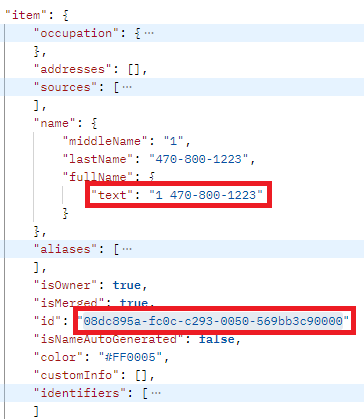 "item": {
"occupation": { ···
},
"addresses": [],
"sources": [ ···
],
"name": {
"middleName": "1",
"lastName": "470-800-1223",
"fullName": {
"text": "1 470-800-1223"
}
},
"aliases": [ ···
],
"isOwner": true,
"isMerged": true,
"id": "08dc895a-fc0c-c293-0050-569bb3c90000"
"isNameAutoGenerated": false,
"color": "#FF0005",
"customInfo": [],
"identifiers": [ ···
]